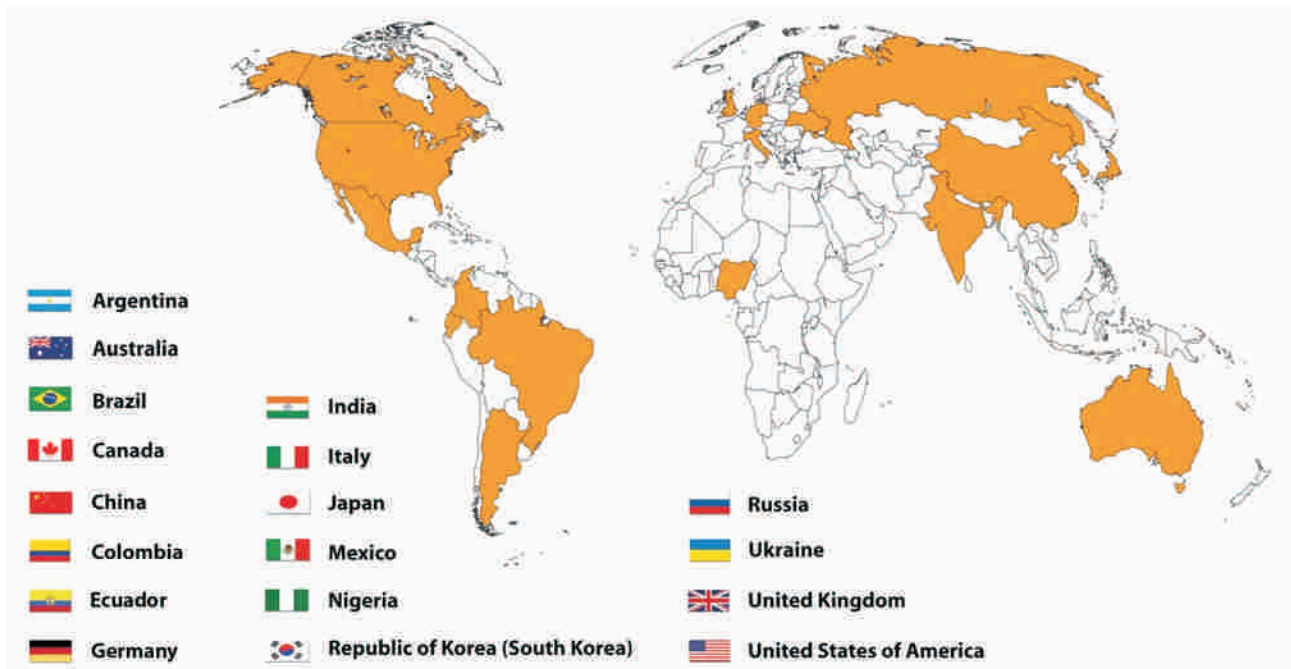 Argentina
Australia
Brazil
Canada
China
Colombia
Ecuador
Germany
India
Italy
Japan
Mexico
Nigeria
Republic of Korea (South Korea)
Russia
Ukraine
United Kingdom
United States of America